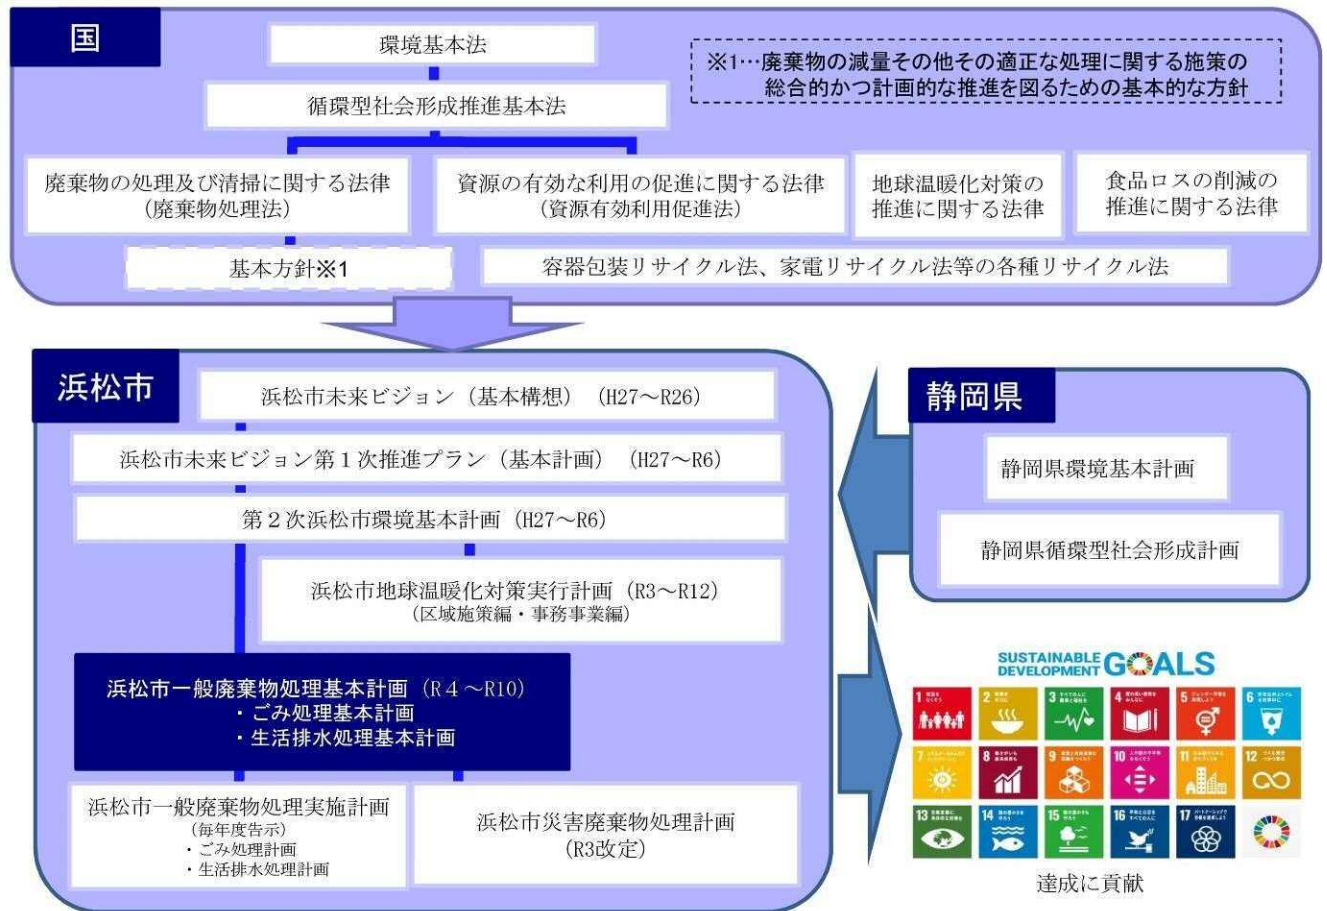 国
環境基本法
※1…廃棄物の減量その他その適正な処理に関する施策の
総合的かつ計画的な推進を図るための基本的な方針
循環型社会形成推進基本法
廃棄物の処理及び清掃に関する法律
(廃棄物処理法)
資源の有効な利用の促進に関する法律
(資源有効利用促進法)
地球温暖化対策の
推進に関する法律
食品ロスの削減の
推進に関する法律
基本方針※1
容器包装リサイクル法、家電リサイクル法等の各種リサイクル法
浜松市
浜松市未来ビジョン（基本構想）（H27～R26）
浜松市未来ビジョン第１次推進プラン（基本計画）（H27～R6）
第２次浜松市環境基本計画（H27～R6）
浜松市地球温暖化対策実行計画（R3～R12）
(区域施策編・事務事業編)
浜松市一般廃棄物処理基本計画（R４～R10）
・ごみ処理基本計画
・生活排水処理基本計画
浜松市一般廃棄物処理実施計画
(毎年度告示)
・ごみ処理計画
・生活排水処理計画
浜松市災害廃棄物処理計画
(R3改定)
静岡県
静岡県環境基本計画
静岡県循環型社会形成計画
SUSTAINABLE
DEVELOPMENT GOALS
1
2
3
4
5
6
7
8
9
10
11
12
13
14
15
16
17
達成に貢献